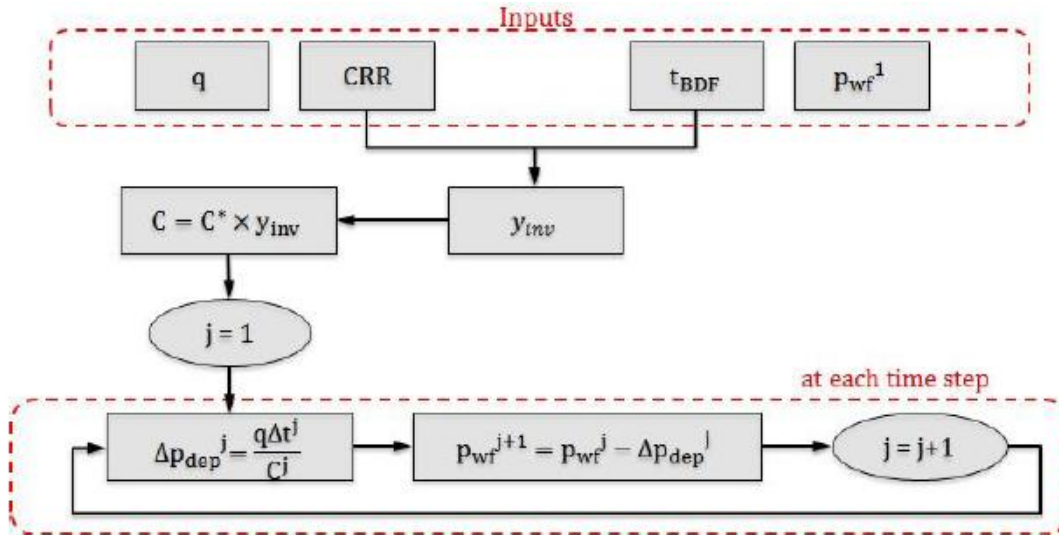 Inputs
q
CRR
t_BDF
p_wf^1
C = C* × y_inv
y_inv
j = 1
at each time step
Δp_dep^j = qΔt^j / C^j
p_wf^j+1 = p_wf^j − Δp_dep^j
j = j+1